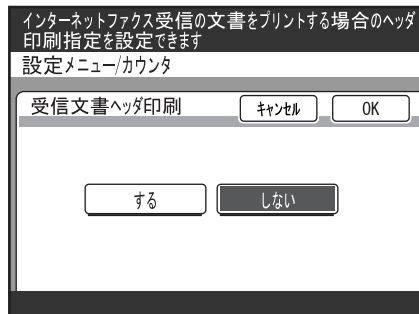 インターネットファクス受信の文書をプリントする場合のヘッダ
印刷指定を設定できます
設定メニュー/カウンタ
受信文書ヘッダ印刷
キャンセル
OK
する
しない